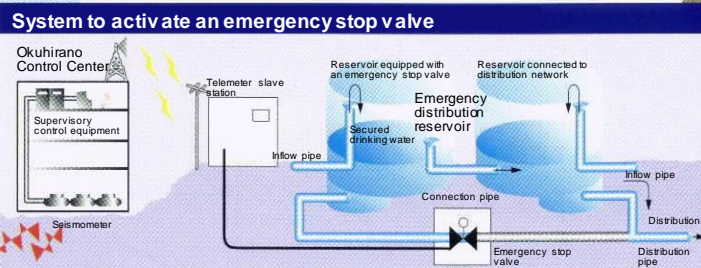 System to activate an emergency stop valve
Okuhirano
Control Center
Supervisory
control equipment
Seismometer
Telemeter slave
station
Reservoir equipped with
an emergency stop valve
Reservoir connected to
distribution network
Emergency
distribution
reservoir
Secured
drinking water
Inflow pipe
Connection pipe
Inflow pipe
Distribution
Emergency stop
valve
Distribution
pipe